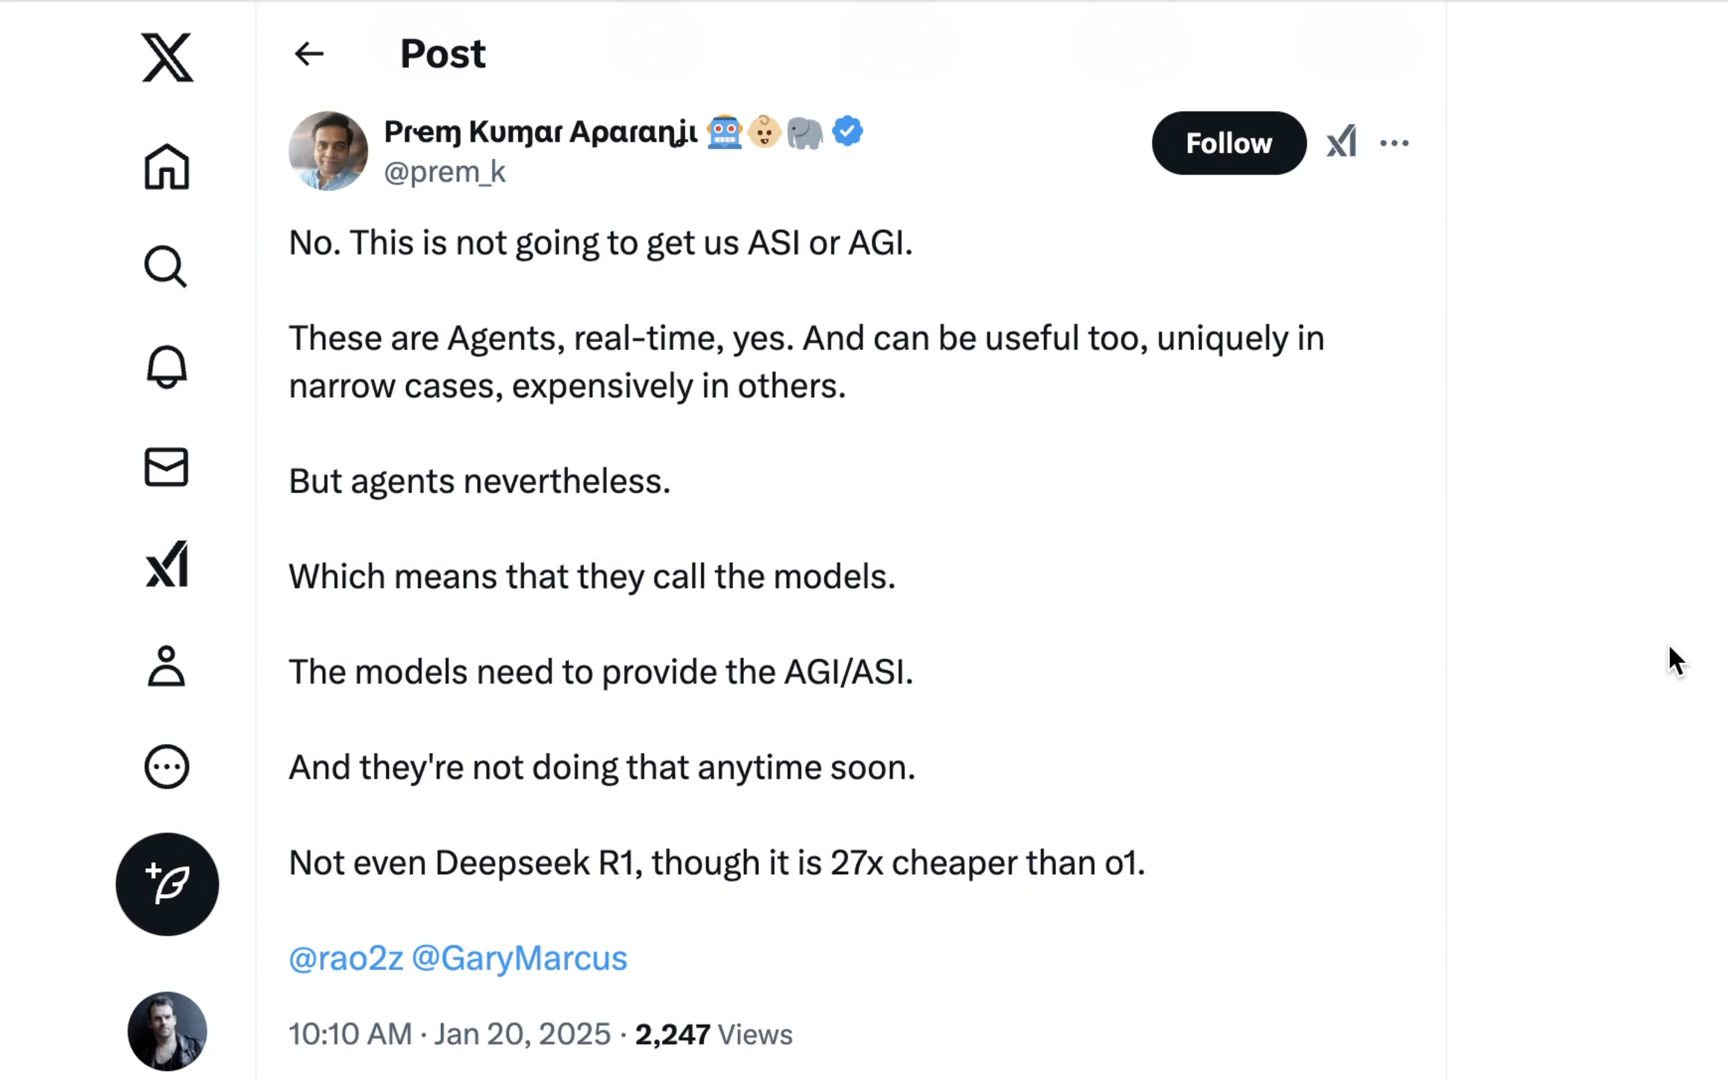 Post
Prem Kumar Aparanji
@prem_k
Follow
No. This is not going to get us ASI or AGI.
These are Agents, real-time, yes. And can be useful too, uniquely in
narrow cases, expensively in others.
But agents nevertheless.
Which means that they call the models.
The models need to provide the AGI/ASI.
And they're not doing that anytime soon.
Not even Deepseek R1, though it is 27x cheaper than o1.
@rao2z @GaryMarcus
10:10 AM · Jan 20, 2025 · 2,247 Views